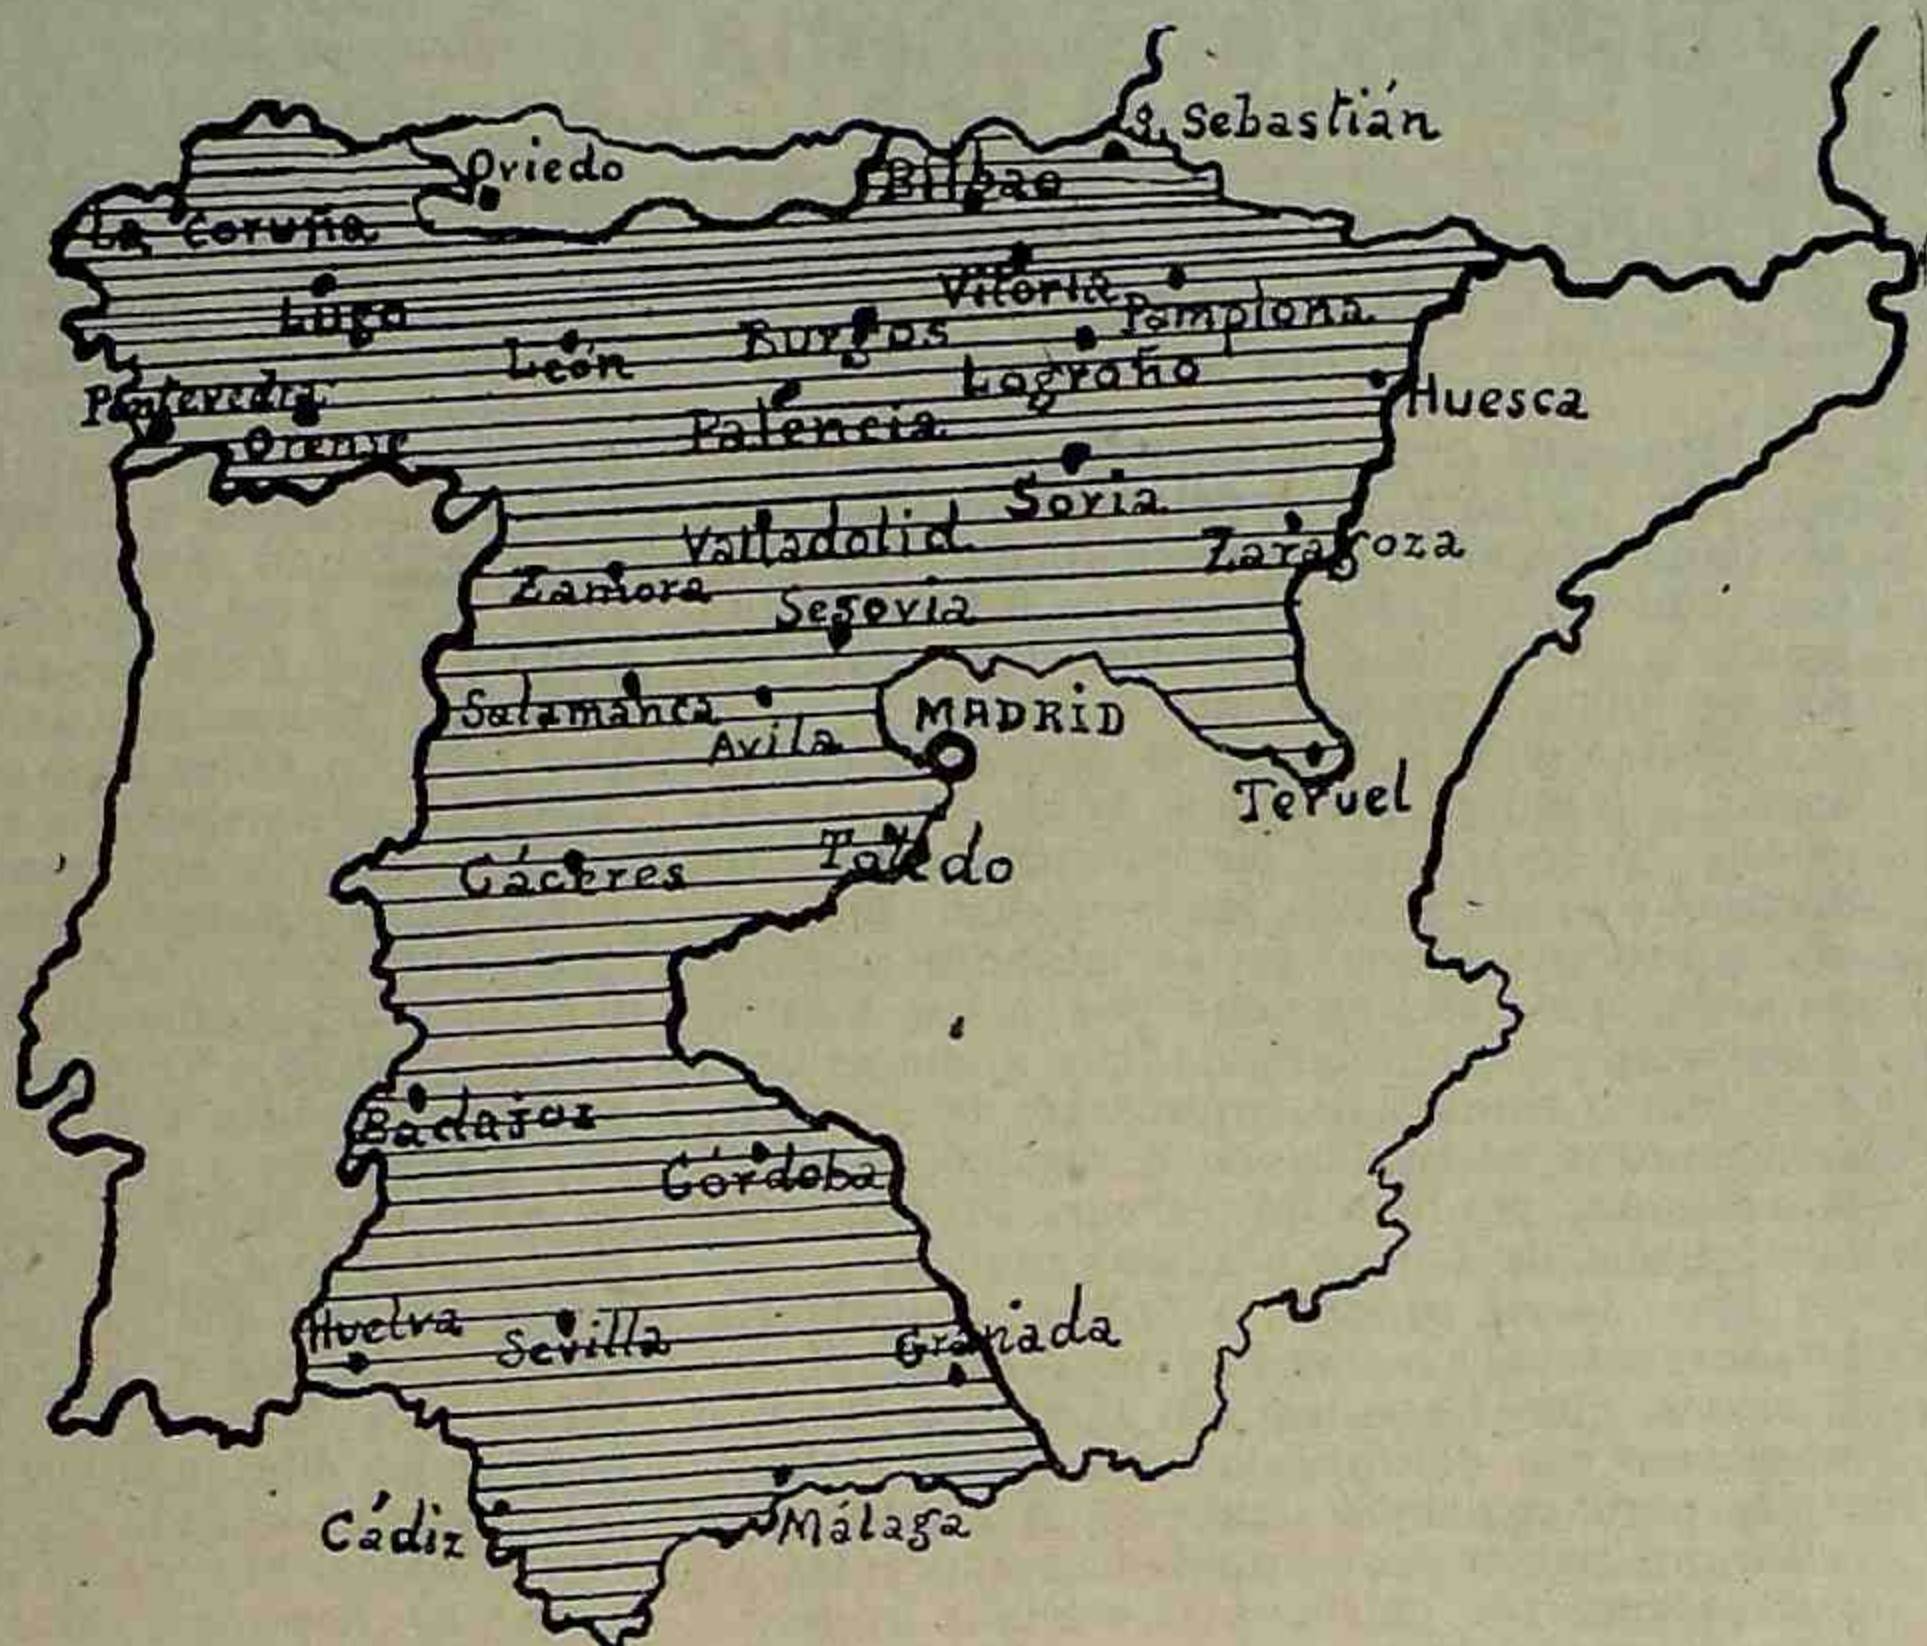 S. Sebastián
Oviedo
Bilbao
La Coruña
Vitoria
Pamplona
Lugo
León
Burgos
Logroño
Pontevedra
Huesca
Orense
Palencia
Soria
Valladolid
Zaragoza
Zamora
Segovia
Salamanca
MADRID
Avila
Teruel
Cáceres
Toledo
Badajoz
Córdoba
Huelva
Sevilla
Granada
Cádiz
Málaga